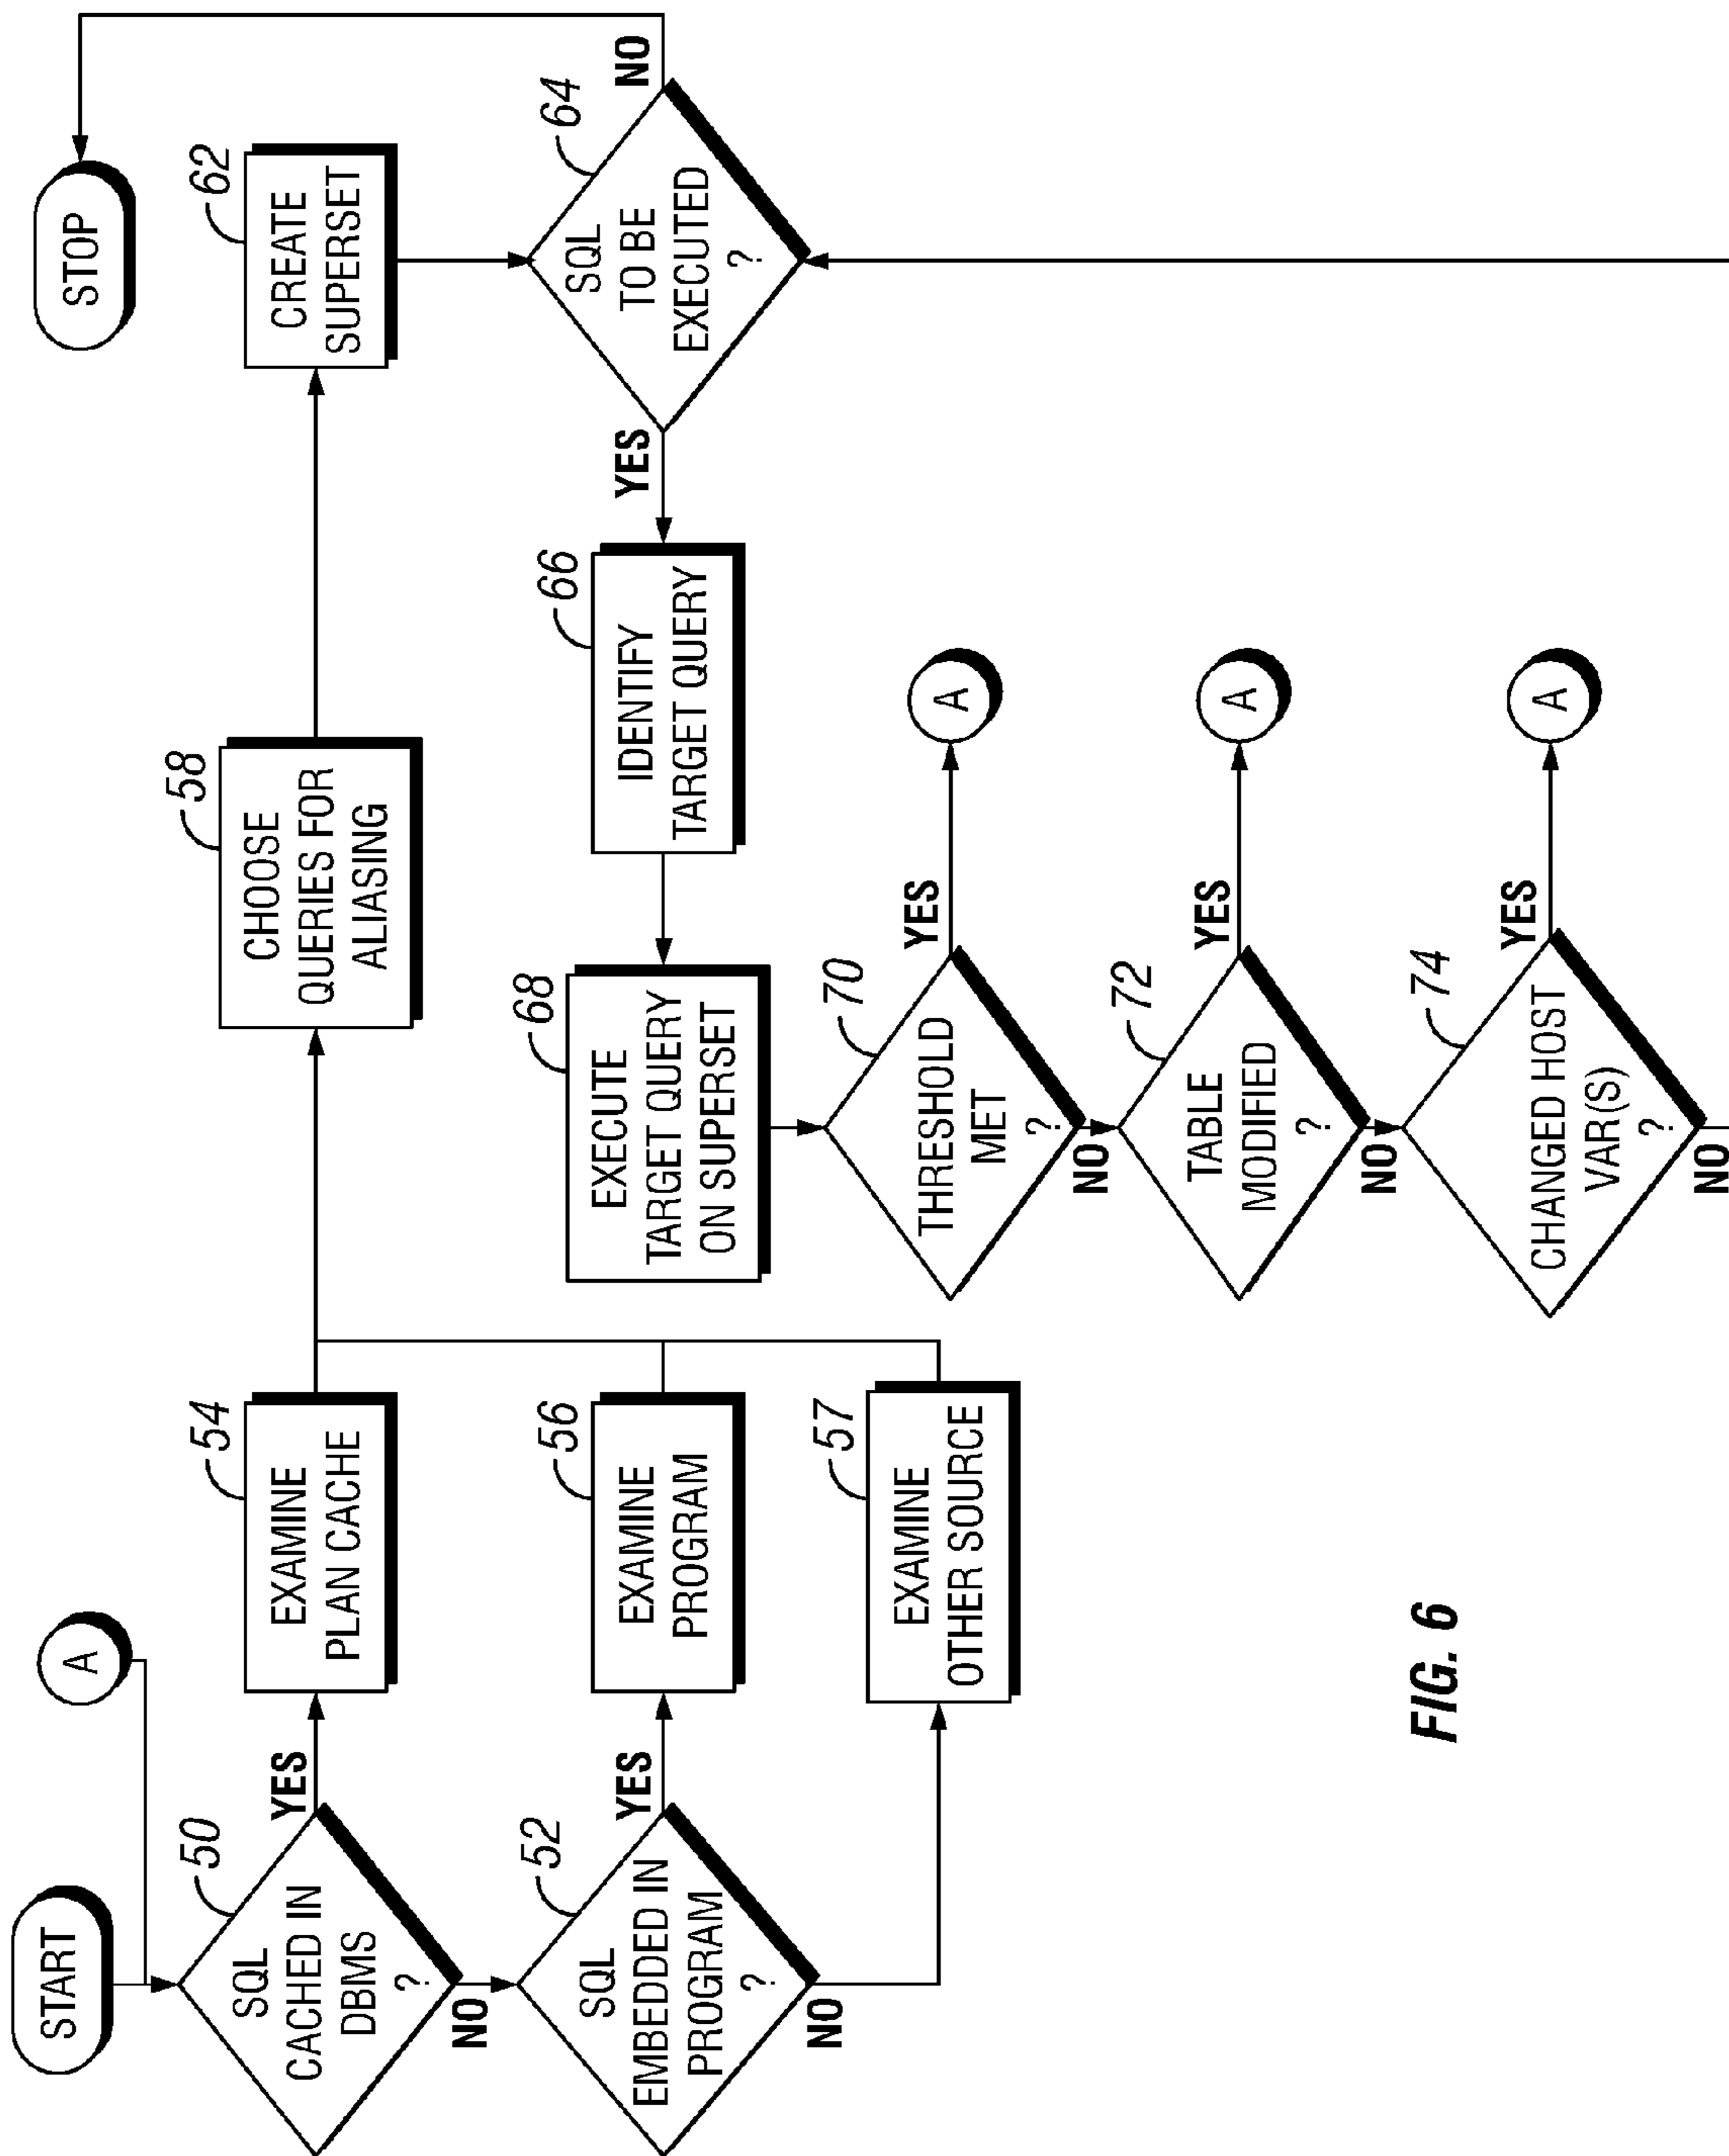 START
A
50
SQL
CACHED IN
DBMS
?
YES
NO
54
EXAMINE
PLAN CACHE
52
SQL
EMBEDDED IN
PROGRAM
?
YES
NO
56
EXAMINE
PROGRAM
57
EXAMINE
OTHER SOURCE
58
CHOOSE
QUERIES FOR
ALIASING
62
CREATE
SUPERSET
STOP
64
SQL
TO BE
EXECUTED
?
NO
YES
66
IDENTIFY
TARGET QUERY
68
EXECUTE
TARGET QUERY
ON SUPERSET
70
THRESHOLD
MET
?
YES
A
NO
72
TABLE
MODIFIED
?
YES
A
NO
74
CHANGED HOST
VAR(S)
?
YES
A
NO
FIG. 6